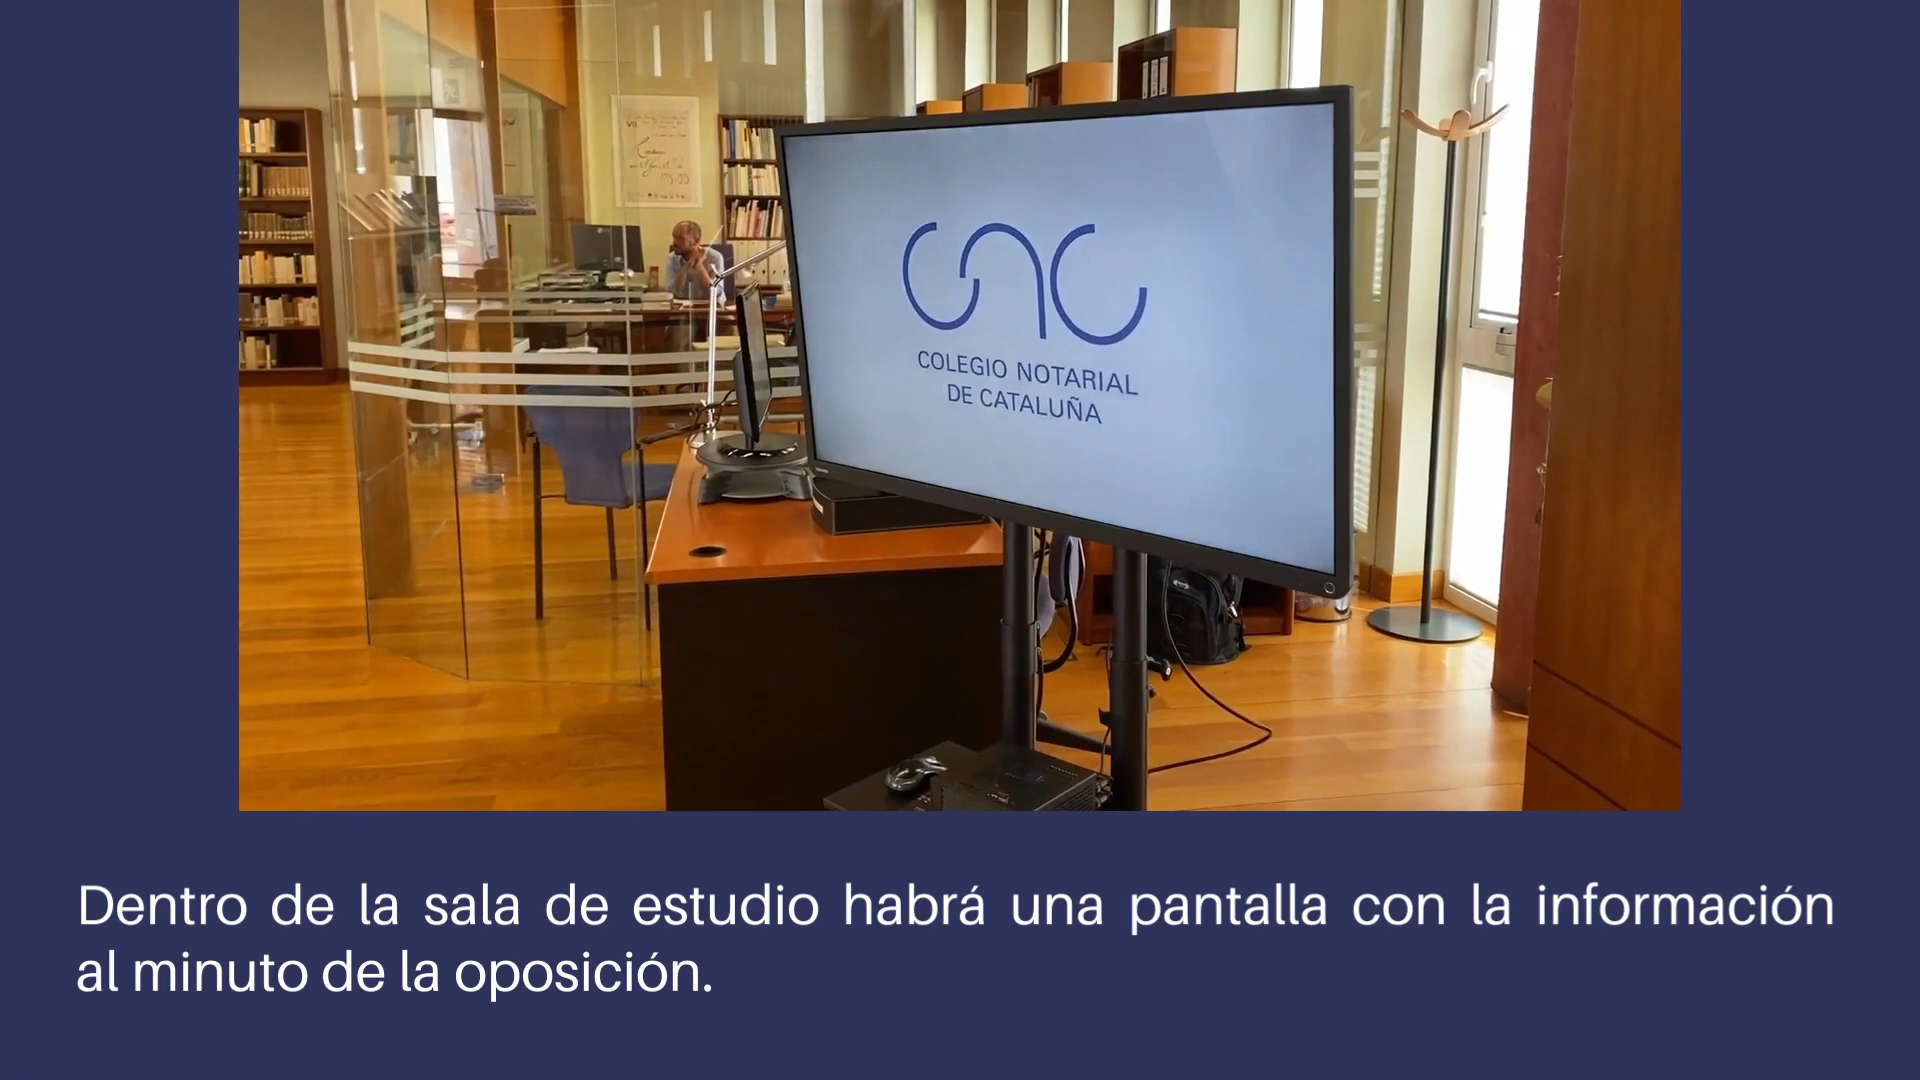 cnc
COLEGIO NOTARIAL
DE CATALUÑA
Dentro de la sala de estudio habrá una pantalla con la información
al minuto de la oposición.